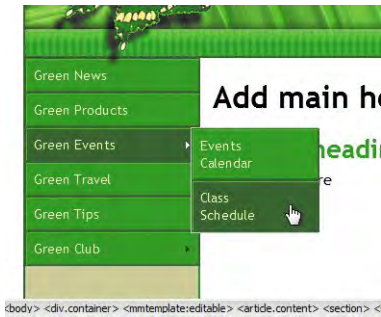 Green News
Green Products
Add main he
Green Events
Events
Calendar
eadin
Green Travel
re
Class
Schedule
Green Tips
Green Club
<body> <div.container> <mmtemplate:editable> <article.content> <section> <